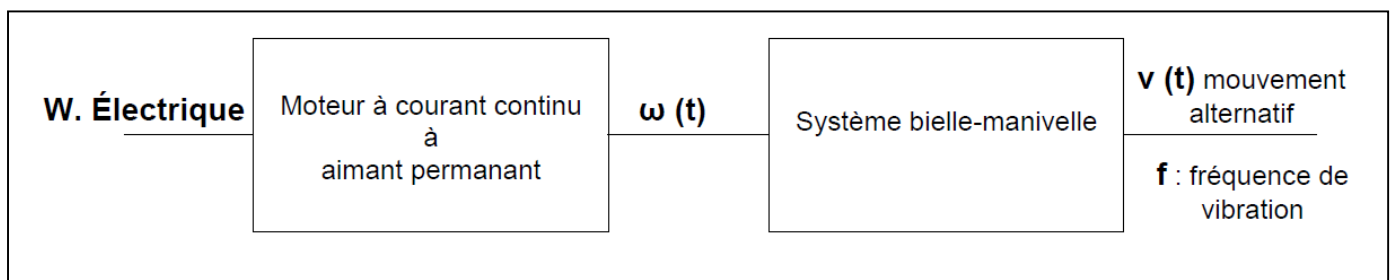 W. Électrique
Moteur à courant continu
à
aimant permanant
ω (t)
Système bielle-manivelle
v (t) mouvement
alternatif
f : fréquence de
vibration